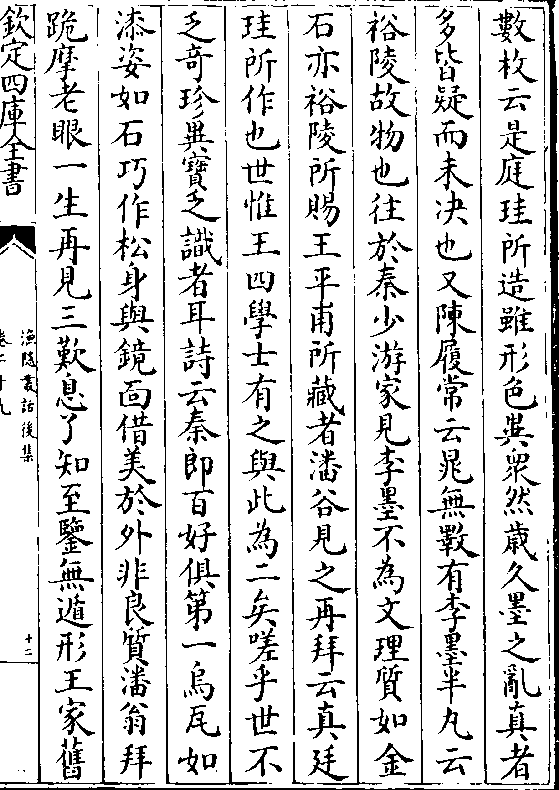 數枚云是庭珪所造雖形色異衆然歳久墨之亂真者
多皆疑而未决也又陳履常云晁無斁有李墨半丸云
裕陵故物也往於秦少游家見李墨不為文理質如金
石亦裕陵所賜王平甫所藏者潘谷見之再拜云真廷
珪所作也世惟王四學士有之與此為二矣嗟乎世不
乏奇珍異寳乏識者耳詩云秦郎百好俱第一烏瓦如
漆姿如石巧作松身與鏡面借美於外非良質潘翁拜
跪摩老眼一生再見三歎息了知至鑒無遁形王家舊
欽定四庫全書
漁隱叢話後集
卷二十九
十二